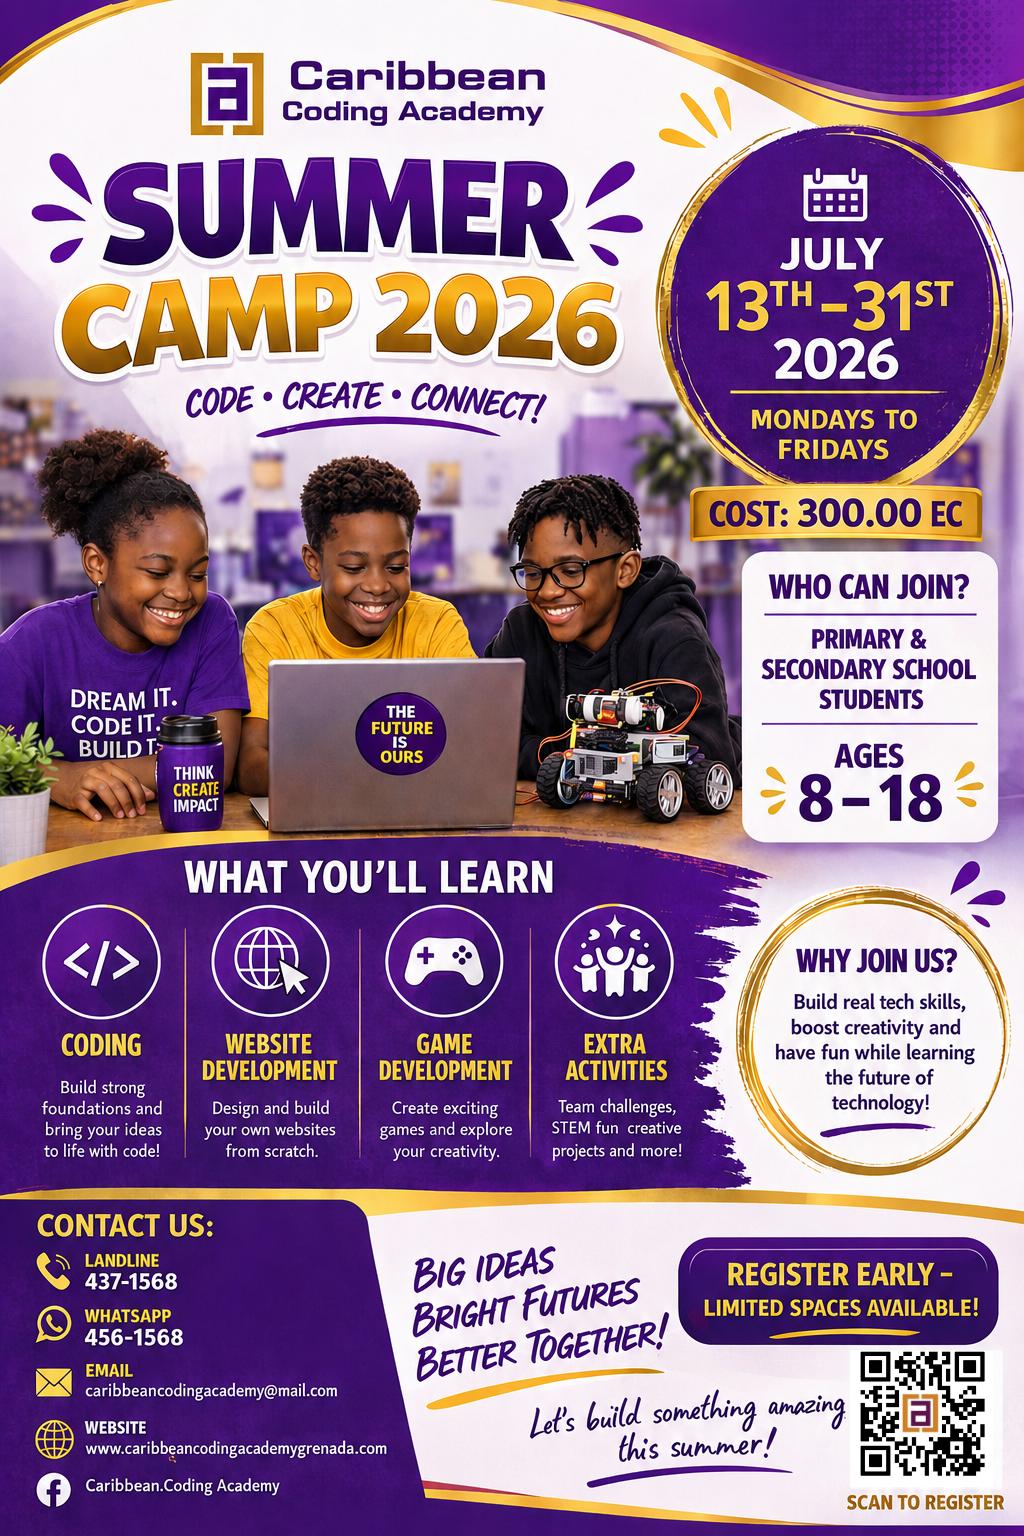 a
Caribbean
Coding Academy
SUMMER
CAMP 2026
CODE • CREATE • CONNECT!
JULY
13TH – 31ST
2026
MONDAYS TO
FRIDAYS
COST: 300.00 EC
WHO CAN JOIN?
PRIMARY &
SECONDARY SCHOOL
STUDENTS
AGES
8 – 18
DREAM IT.
CODE IT.
BUILD IT.
THINK
CREATE
IMPACT
THE
FUTURE
IS
OURS
WHAT YOU'LL LEARN
</>
CODING
Build strong
foundations and
bring your ideas
to life with code!
WEBSITE
DEVELOPMENT
Design and build
your own websites
from scratch.
GAME
DEVELOPMENT
Create exciting
games and explore
your creativity.
EXTRA
ACTIVITIES
Team challenges,
STEM fun creative
projects and more!
WHY JOIN US?
Build real tech skills,
boost creativity and
have fun while learning
the future of
technology!
CONTACT US:
LANDLINE
437-1568
WHATSAPP
456-1568
EMAIL
caribbeancodingacademy@mail.com
WEBSITE
www.caribbeancodingacademygrenada.com
Caribbean.Coding Academy
BIG IDEAS
BRIGHT FUTURES
BETTER TOGETHER!
REGISTER EARLY –
LIMITED SPACES AVAILABLE!
Let's build something amazing
this summer!
a
SCAN TO REGISTER